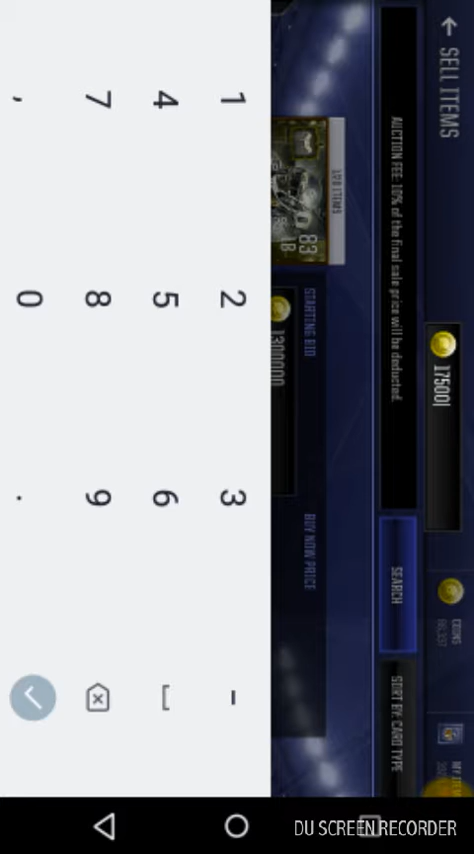 ← SELL ITEMS
17500
COINS
AUCTION FEE: 10% of the final sale price will be deducted.
SEARCH
SORT BY: CARD TYPE
ITEMS
83
LB
STARTING BID
1300000
BUY NOW PRICE
1 2 3 -
4 5 6
7 8 9
, 0 .
DU SCREEN RECORDER